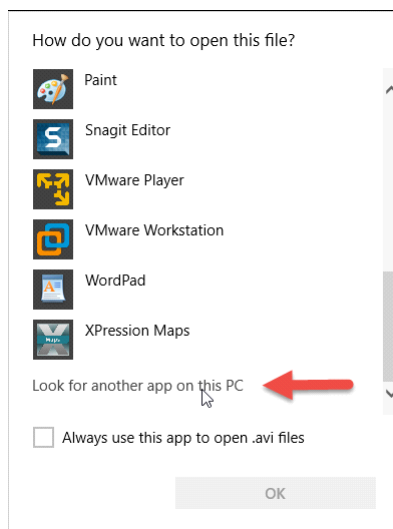 How do you want to open this file?
Paint
Snagit Editor
S
VMware Player
VMware Workstation
A
WordPad
XPression Maps
X
Maps
Look for another app on this PC
Always use this app to open .avi files
OK